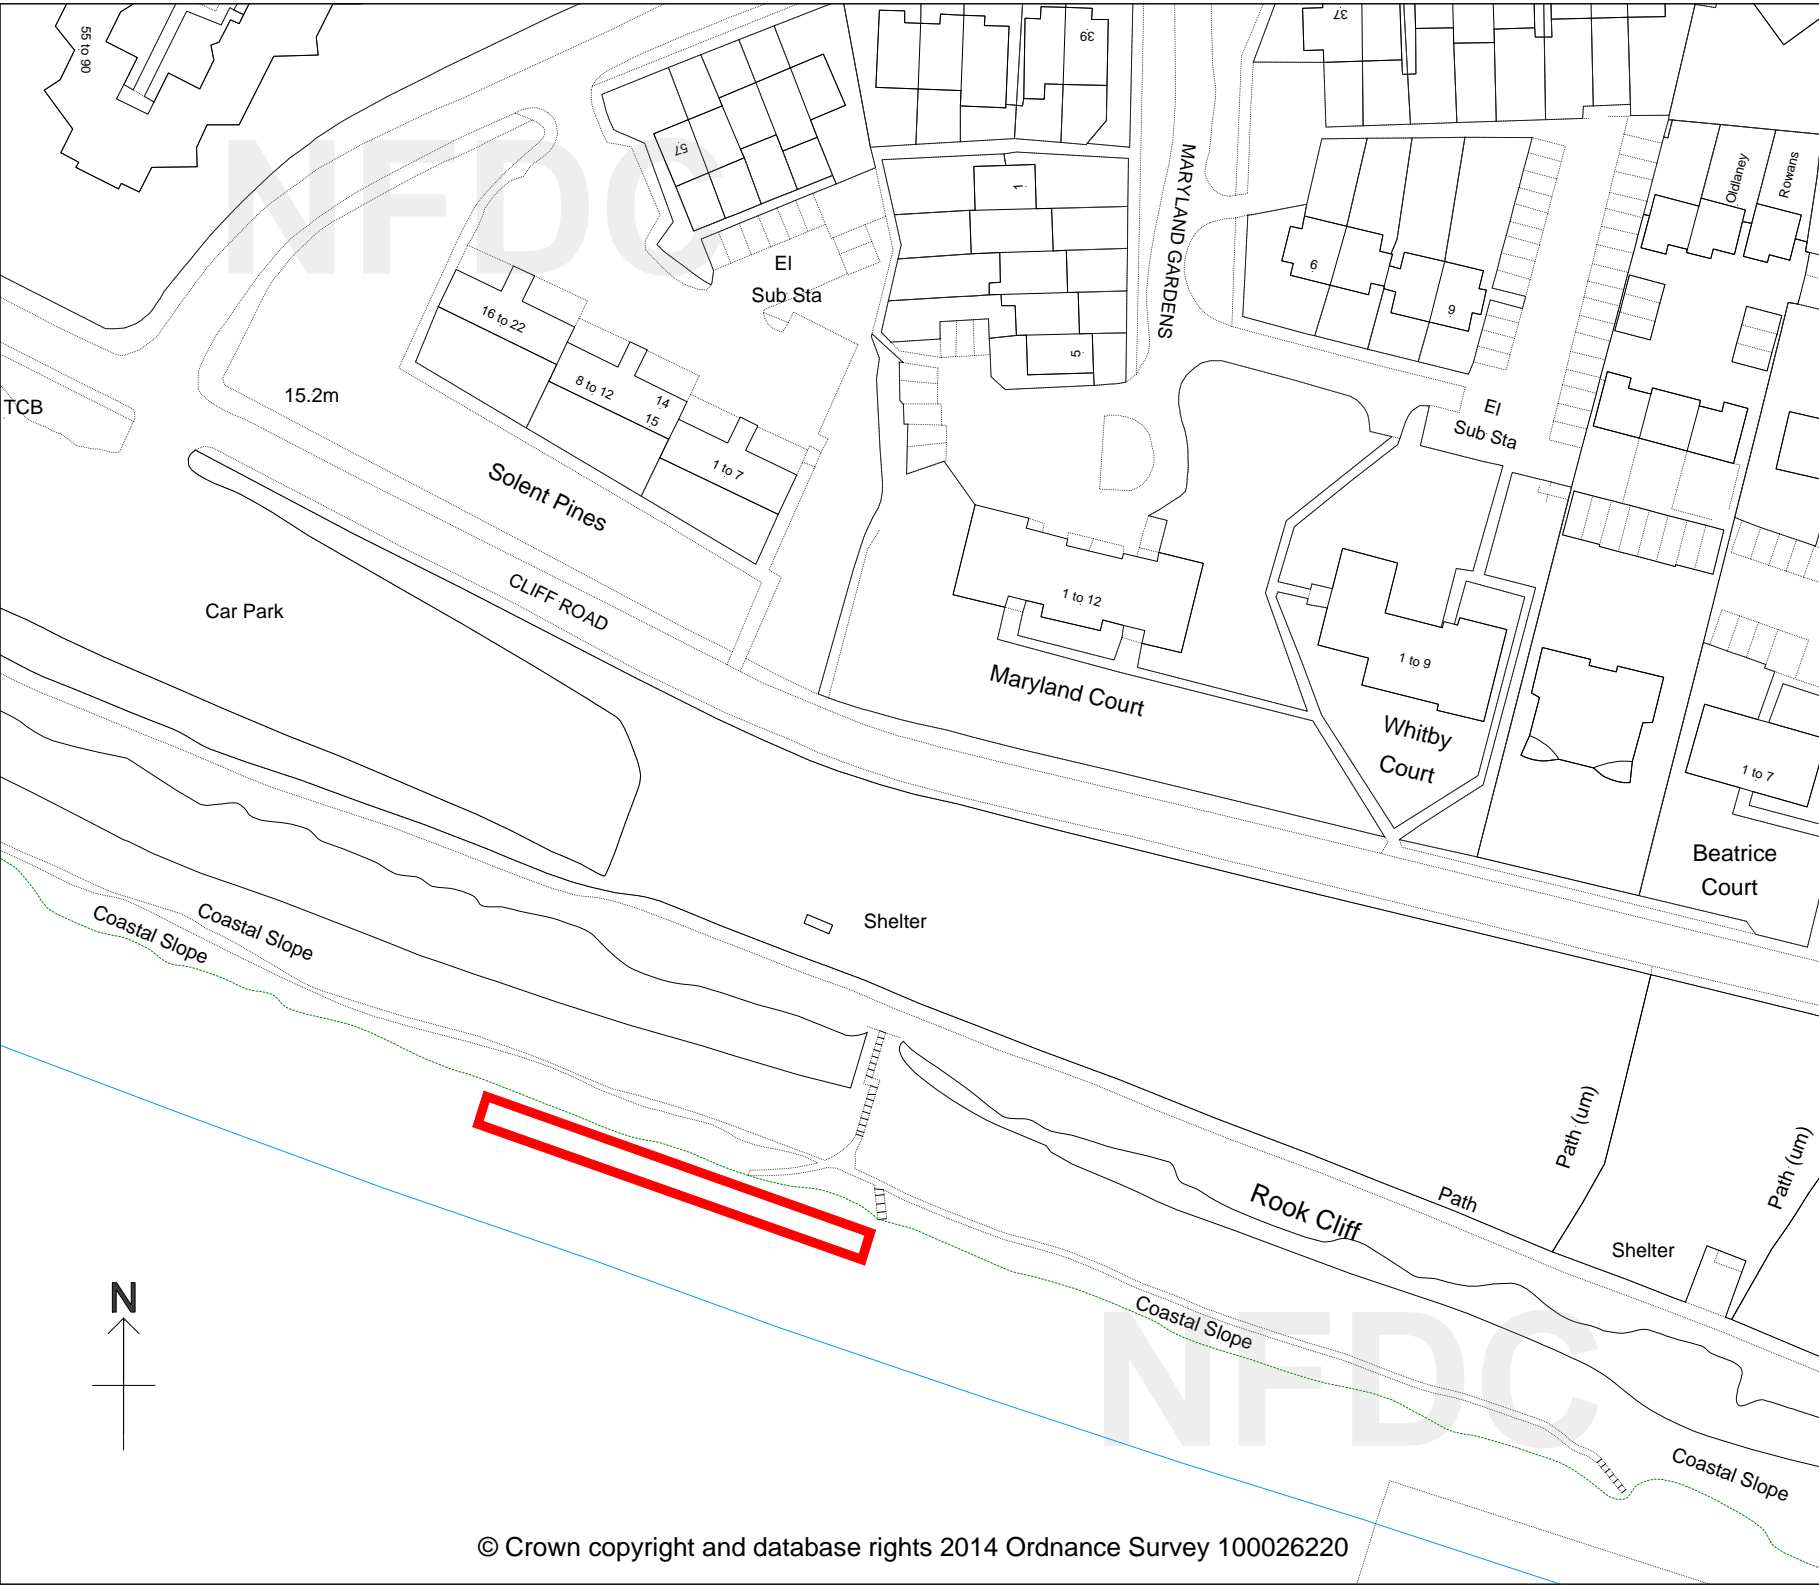 55 to 90
39
37
57
1
MARYLAND GARDENS
Oldlaney
Rowans
NFDC
El
Sub Sta
6
9
16 to 22
5
8 to 12
14
15
15.2m
TCB
El
Sub Sta
1 to 7
Solent Pines
CLIFF ROAD
Car Park
1 to 12
Maryland Court
1 to 9
Whitby
Court
1 to 7
Beatrice
Court
Shelter
Coastal Slope
Coastal Slope
Path (um)
Path (um)
Rook Cliff
Path
Shelter
N
Coastal Slope
NFDC
Coastal Slope
© Crown copyright and database rights 2014 Ordnance Survey 100026220